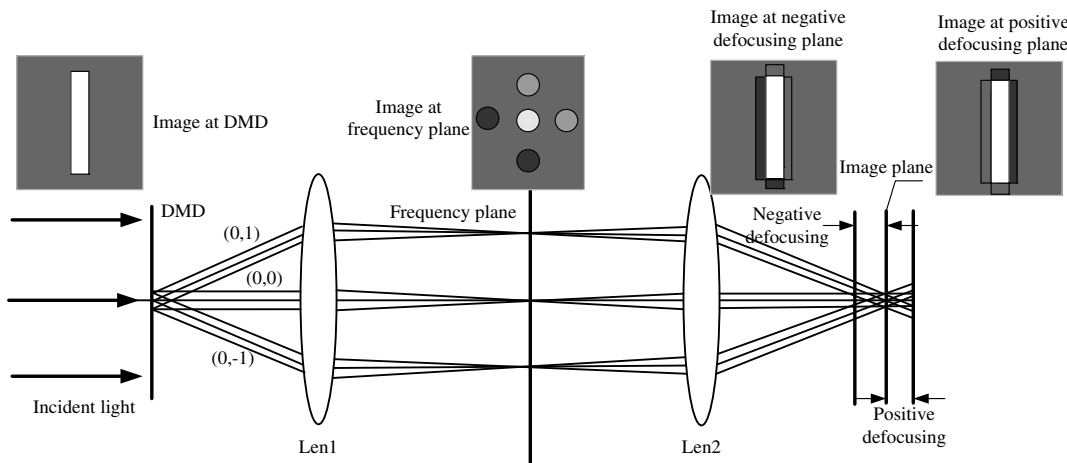 Image at DMD
Image at
frequency plane
Image at negative
defocusing plane
Image at positive
defocusing plane
Image plane
DMD
Frequency plane
Negative
defocusing
(0,1)
(0,0)
(0,-1)
Incident light
Len1
Len2
Positive
defocusing